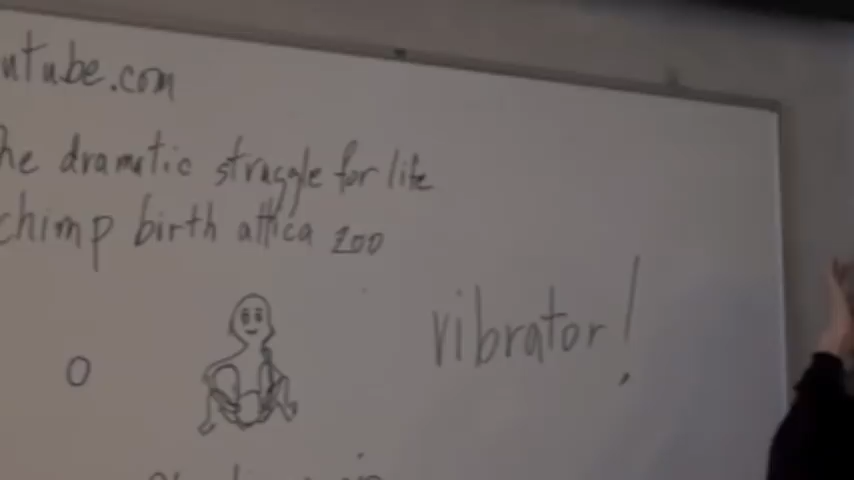 utube.com
he dramatic struggle for life
chimp birth attica zoo
vibrator!